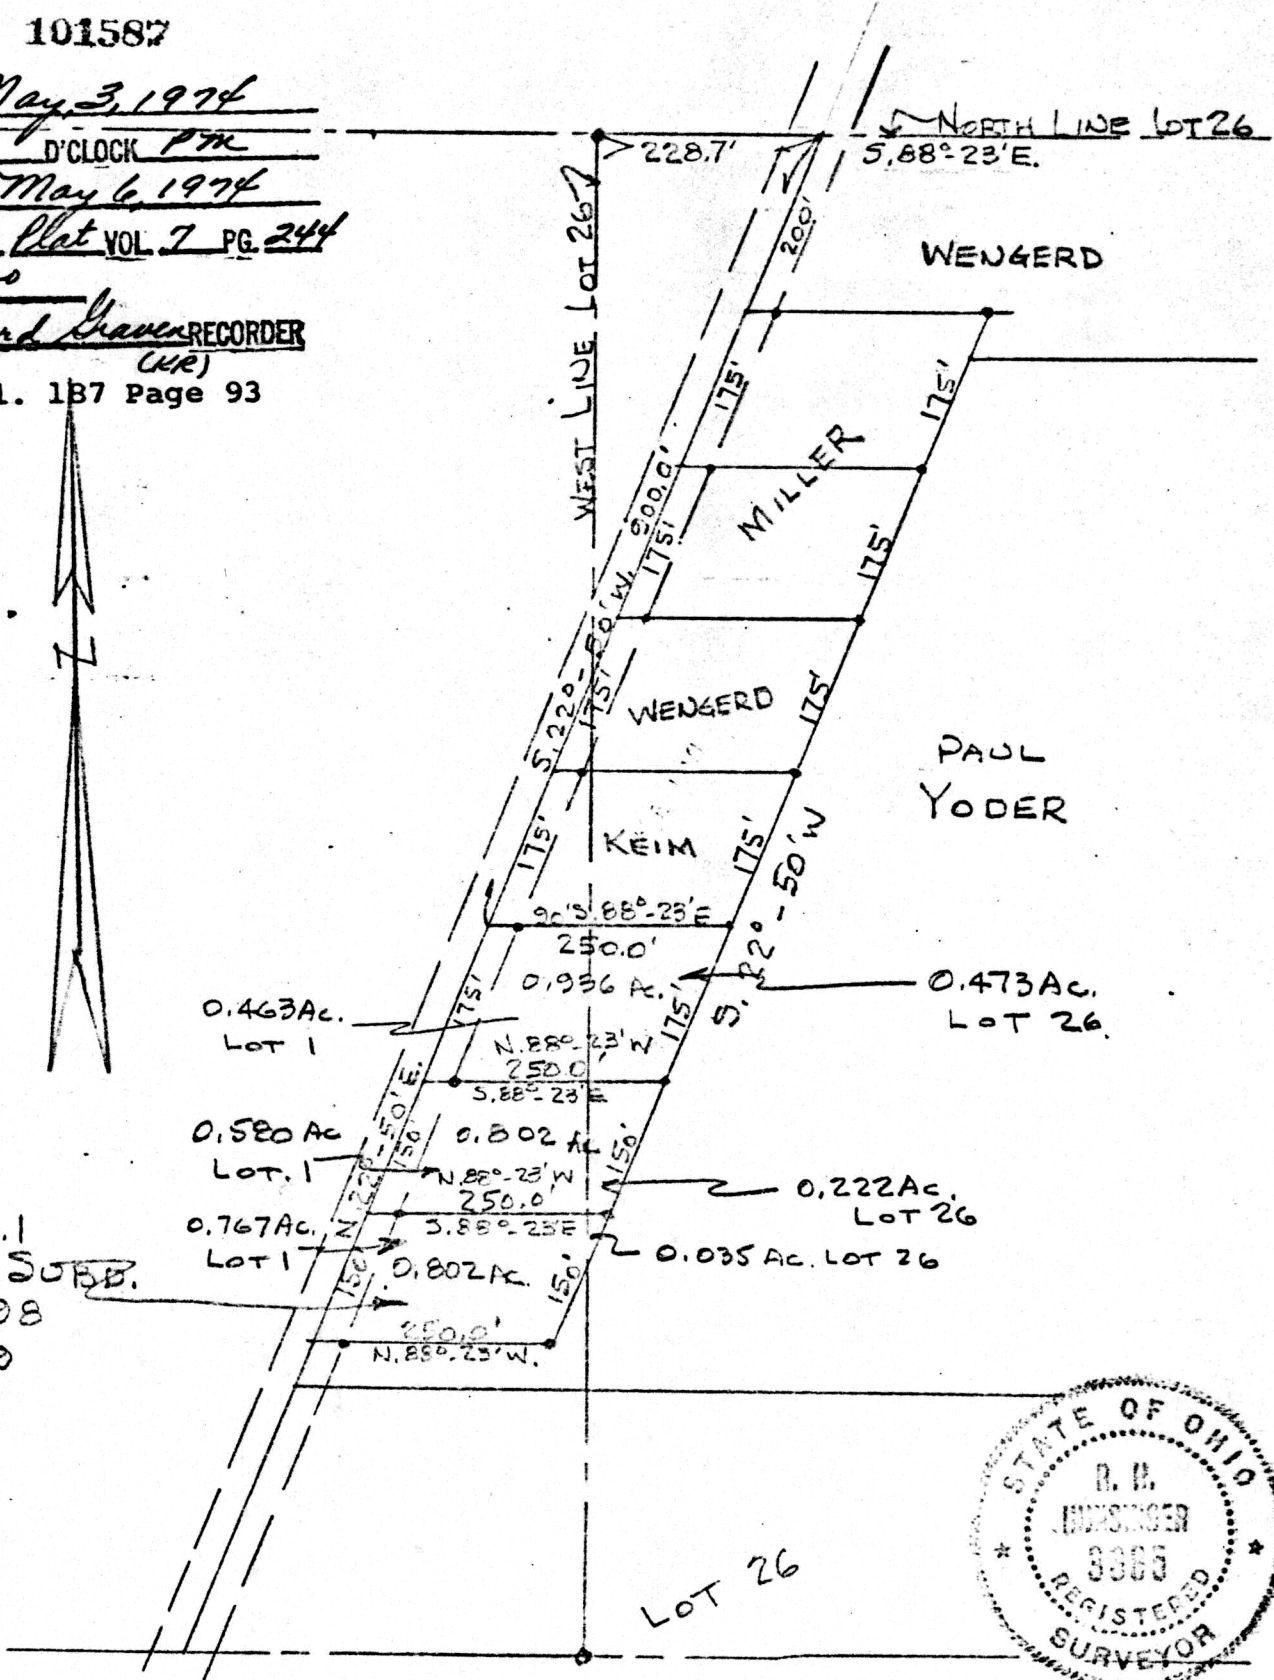 101587
May 3, 1974
O'CLOCK PM
May 6, 1974
Plat VOL 7 PG. 244
Graven RECORDER
(KR)
187 Page 93
NORTH LINE LOT 26
228.7'
S.88°-23'E.
200'
WENGERD
WEST LINE LOT 26
175'
175'
MILLER
S.22°-50'W. 900.0'
175'
175'
175'
WENGERD
175'
PAUL
YODER
175'
KEIM
175'
S. 22°-50'W
S.88°-23'E
250.0'
0.936 Ac.
0.473 Ac.
LOT 26.
0.463 Ac.
LOT 1
175'
175'
N.88°-23'W
250.0'
S.88°-23'E
N. 22°-50'E.
0.580 Ac
LOT.1
150'
0.802 Ac
150'
N.88°-23'W
250.0'
S.88°-23'E
0.222 Ac.
LOT 26
0.767 Ac.
LOT 1
0.035 Ac. LOT 26
.1
SUBD.
150'
0.802 Ac.
150'
250.0'
N.88°-23'W.
LOT 26
STATE OF OHIO
REGISTERED
SURVEYOR
N